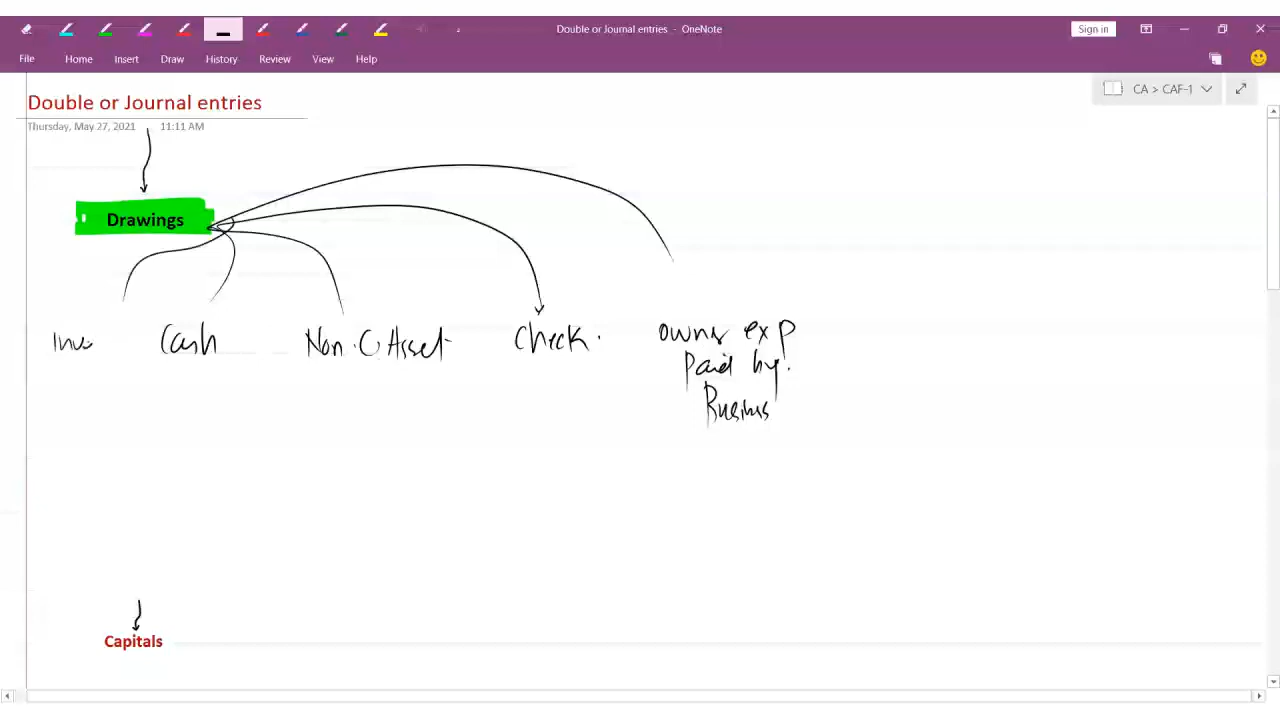 Double or Journal entries - OneNote
Sign in
File Home Insert Draw History Review View Help
CA > CAF-1
Double or Journal entries
Thursday, May 27, 2021 11:11 AM
Drawings
Inve Cash Non.C Asset Check. owner exp
paid by.
Business
Capitals